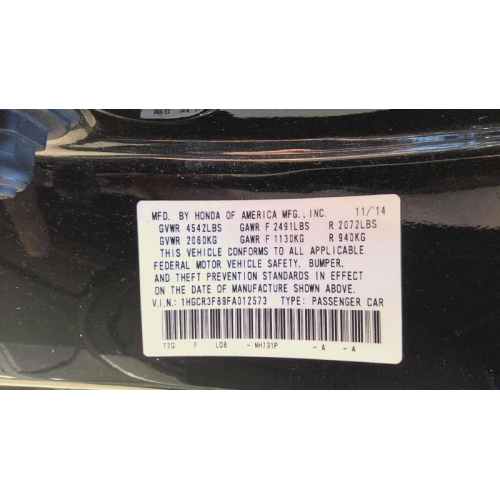 MFD. BY HONDA OF AMERICA MFG., INC. 11/'14
GVWR 4542LBS GAWR F 2491LBS R 2072LBS
GVWR 2060KG GAWR F 1130KG R 940KG
THIS VEHICLE CONFORMS TO ALL APPLICABLE
FEDERAL MOTOR VEHICLE SAFETY, BUMPER,
AND THEFT PREVENTION STANDARDS IN EFFECT
ON THE DATE OF MANUFACTURE SHOWN ABOVE.
V.I.N.: 1HGCR3F89FA012573 TYPE: PASSENGER CAR
F - NH731P - A - A